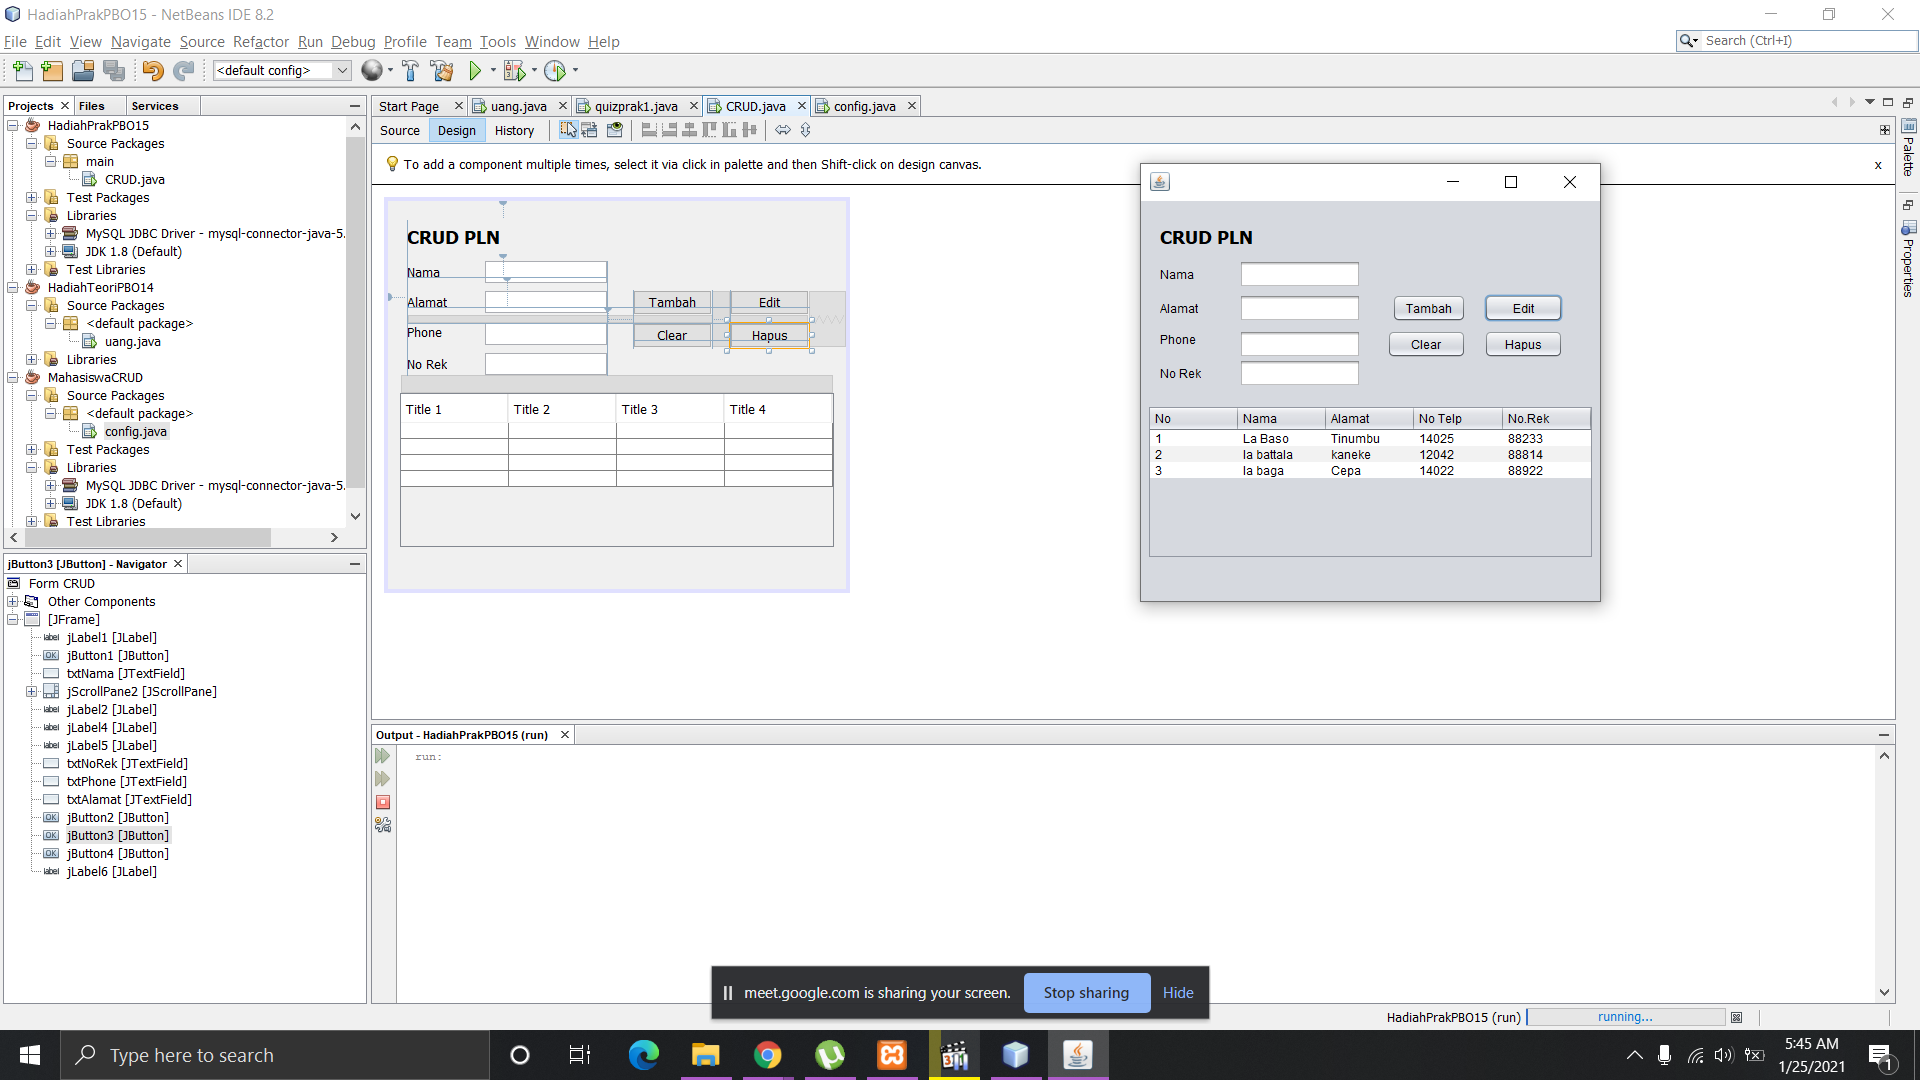 HadiahPrakPBO15 - NetBeans IDE 8.2
File Edit View Navigate Source Refactor Run Debug Profile Team Tools Window Help
Search (Ctrl+I)
<default config>
Projects Files Services
HadiahPrakPBO15
Source Packages
main
CRUD.java
Test Packages
Libraries
MySQL JDBC Driver - mysql-connector-java-5.
JDK 1.8 (Default)
Test Libraries
HadiahTeoriPBO14
Source Packages
<default package>
uang.java
Libraries
MahasiswaCRUD
Source Packages
<default package>
config.java
Test Packages
Libraries
MySQL JDBC Driver - mysql-connector-java-5.
JDK 1.8 (Default)
Test Libraries
jButton3 [JButton] - Navigator
Form CRUD
Other Components
[JFrame]
jLabel1 [JLabel]
jButton1 [JButton]
txtNama [JTextField]
jScrollPane2 [JScrollPane]
jLabel2 [JLabel]
jLabel4 [JLabel]
jLabel5 [JLabel]
txtNoRek [JTextField]
txtPhone [JTextField]
txtAlamat [JTextField]
jButton2 [JButton]
jButton3 [JButton]
jButton4 [JButton]
jLabel6 [JLabel]
Start Page uang.java quizprak1.java CRUD.java config.java
Source Design History
To add a component multiple times, select it via click in palette and then Shift-click on design canvas.
x
CRUD PLN
Nama
Alamat Tambah Edit
Phone Clear Hapus
No Rek
Title 1 Title 2 Title 3 Title 4
CRUD PLN
Nama
Alamat Tambah Edit
Phone Clear Hapus
No Rek
No Nama Alamat No Telp No.Rek
1 La Baso Tinumbu 14025 88233
2 la battala kaneke 12042 88814
3 la baga Cepa 14022 88922
Palette
Properties
Output - HadiahPrakPBO15 (run)
run:
meet.google.com is sharing your screen. Stop sharing Hide
HadiahPrakPBO15 (run) running...
Type here to search
5:45 AM
1/25/2021
1